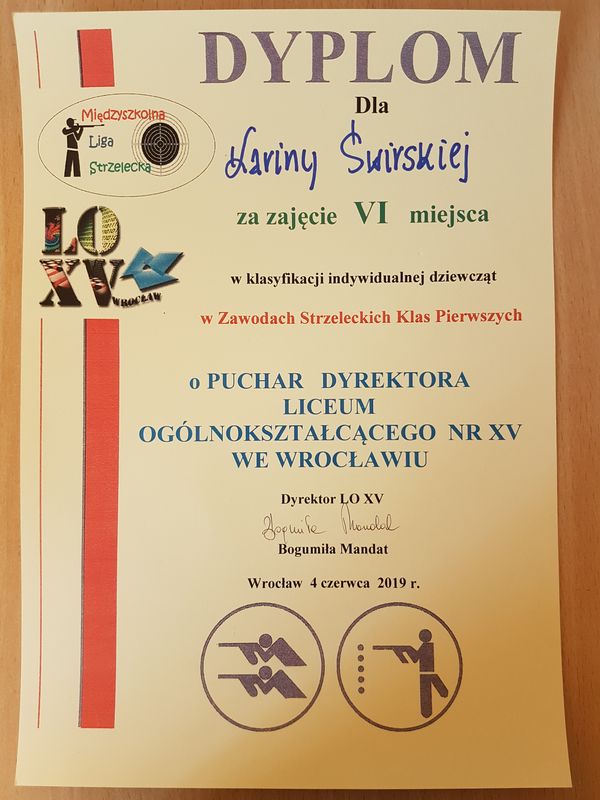 DYPLOM
Dla
Kariny Świrskiej
Międzyszkolna
Liga
Strzelecka
za zajęcie VI miejsca
LO
XV
WROCŁAW
w klasyfikacji indywidualnej dziewcząt
w Zawodach Strzeleckich Klas Pierwszych
o PUCHAR DYREKTORA
LICEUM
OGÓLNOKSZTAŁCĄCEGO NR XV
WE WROCŁAWIU
Dyrektor LO XV
Bogumiła Mandat
Bogumiła Mandat
Wrocław 4 czerwca 2019 r.